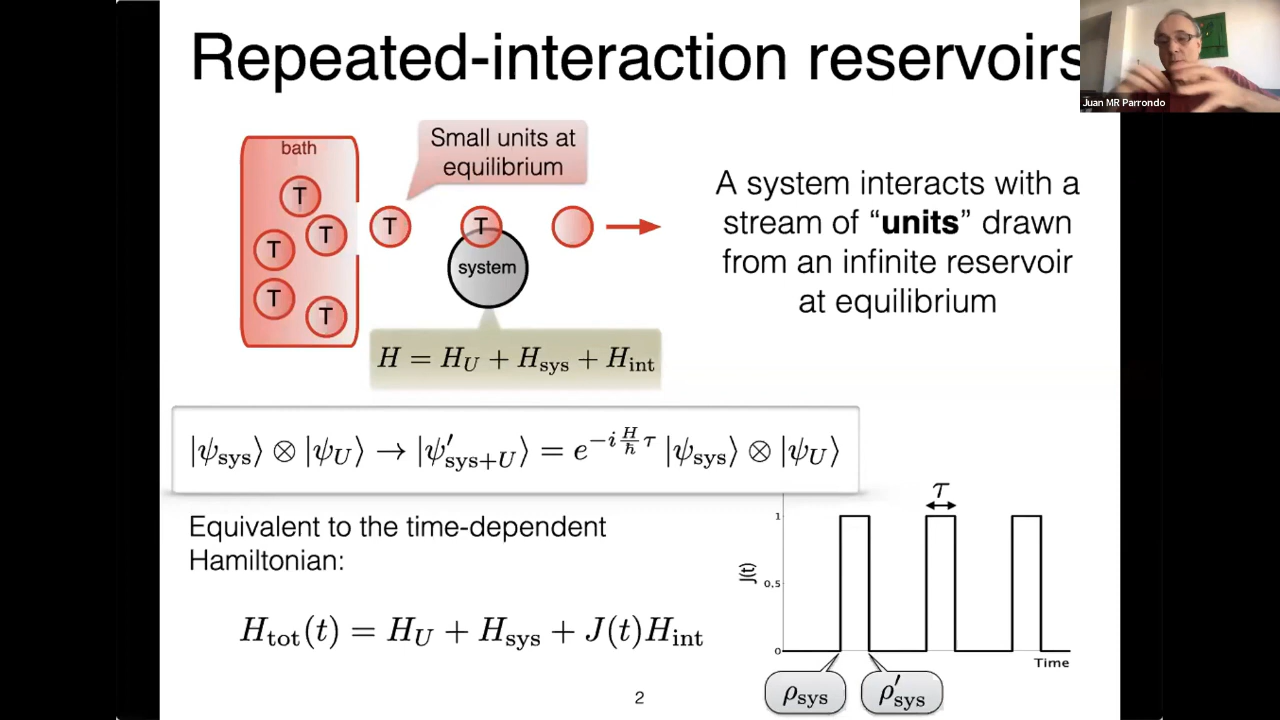 Repeated-interaction reservoirs
Juan MR Parrondo
bath
T
T
T
T
T
Small units at
equilibrium
T
T
system
H = H_U + H_sys + H_int
A system interacts with a
stream of “units” drawn
from an infinite reservoir
at equilibrium
|ψ_sys⟩ ⊗ |ψ_U⟩ → |ψ′_sys+U⟩ = e^{−i H/ħ τ} |ψ_sys⟩ ⊗ |ψ_U⟩
Equivalent to the time-dependent
Hamiltonian:
H_tot(t) = H_U + H_sys + J(t)H_int
τ
1
J(t)
0,5
0
Time
ρ_sys
ρ′_sys
2